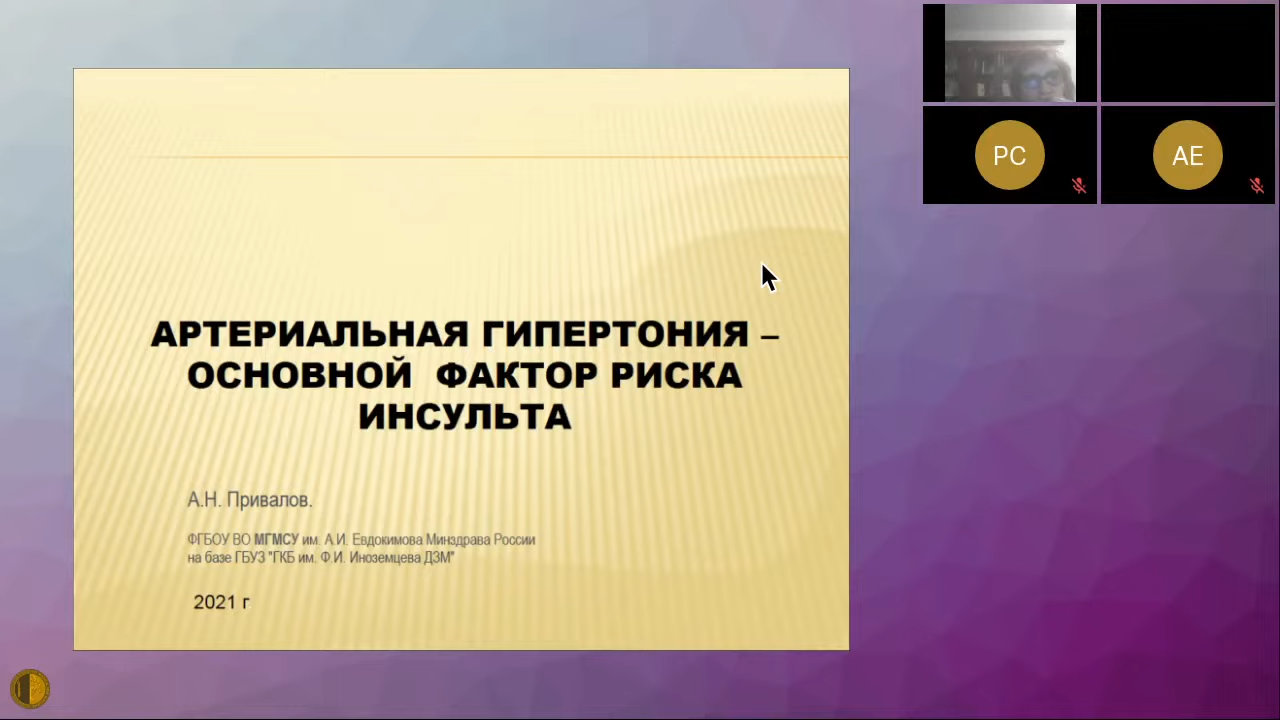 АРТЕРИАЛЬНАЯ ГИПЕРТОНИЯ –
ОСНОВНОЙ ФАКТОР РИСКА
ИНСУЛЬТА
А.Н. Привалов.
ФГБОУ ВО МГМСУ им. А.И. Евдокимова Минздрава России
на базе ГБУЗ "ГКБ им. Ф.И. Иноземцева ДЗМ"
2021 г
PC
AE